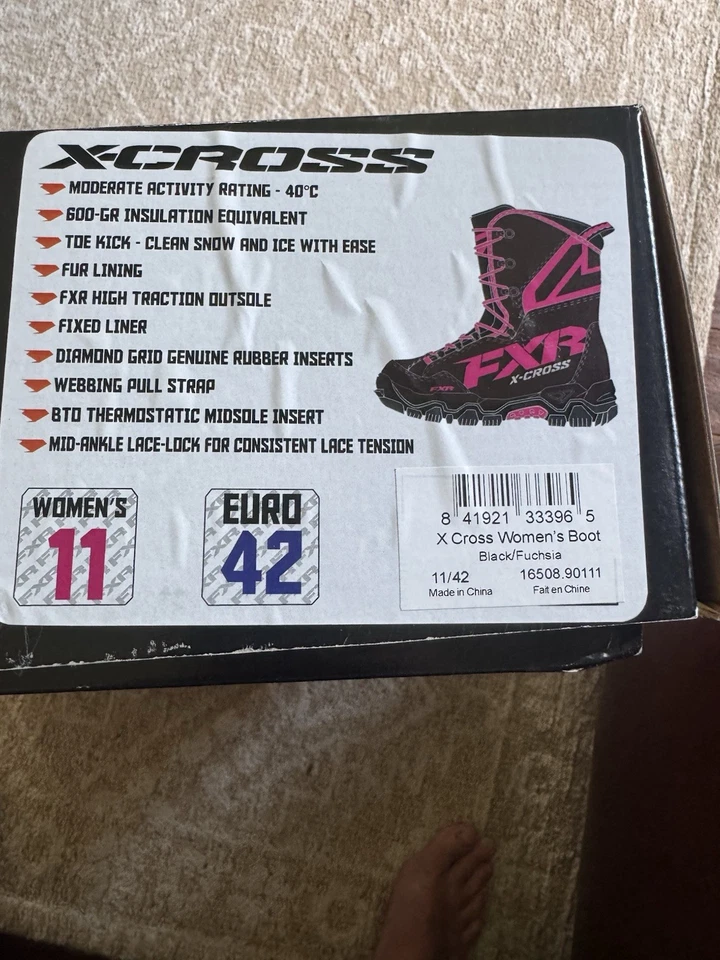 X-CROSS
MODERATE ACTIVITY RATING - 40°C
600-GR INSULATION EQUIVALENT
TOE KICK - CLEAN SNOW AND ICE WITH EASE
FUR LINING
FXR HIGH TRACTION OUTSOLE
FIXED LINER
DIAMOND GRID GENUINE RUBBER INSERTS
WEBBING PULL STRAP
BTO THERMOSTATIC MIDSOLE INSERT
MID-ANKLE LACE-LOCK FOR CONSISTENT LACE TENSION
FXR
X-CROSS
FXR
WOMEN'S
11
EURO
42
8 41921 33396 5
X Cross Women's Boot
Black/Fuchsia
11/42 16508.90111
Made in China Fait en Chine